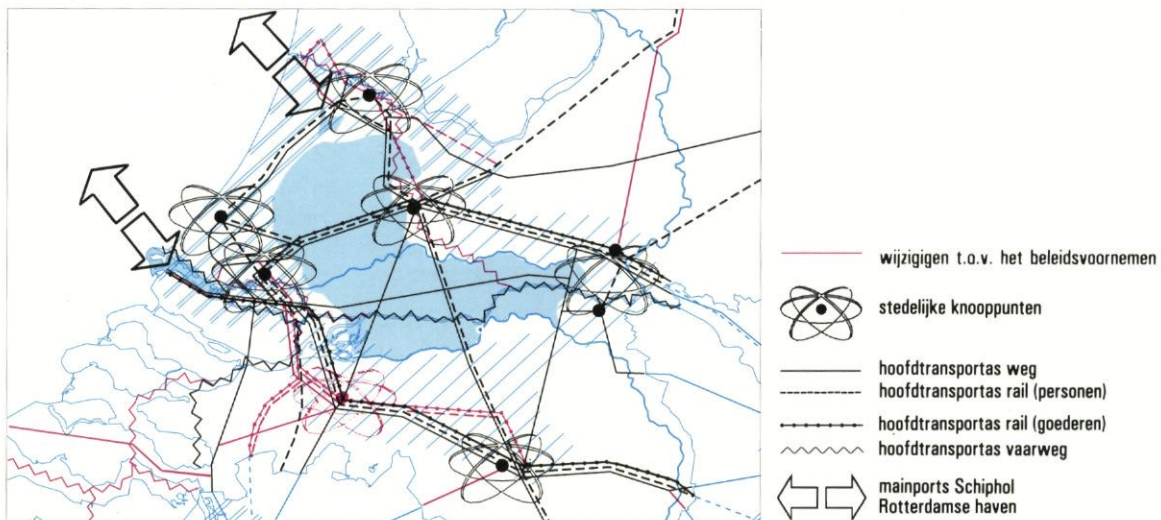 wijzigigen t.o.v. het beleidsvoornemen
stedelijke knooppunten
hoofdtransportas weg
hoofdtransportas rail (personen)
hoofdtransportas rail (goederen)
hoofdtransportas vaarweg
mainports Schiphol
Rotterdamse haven